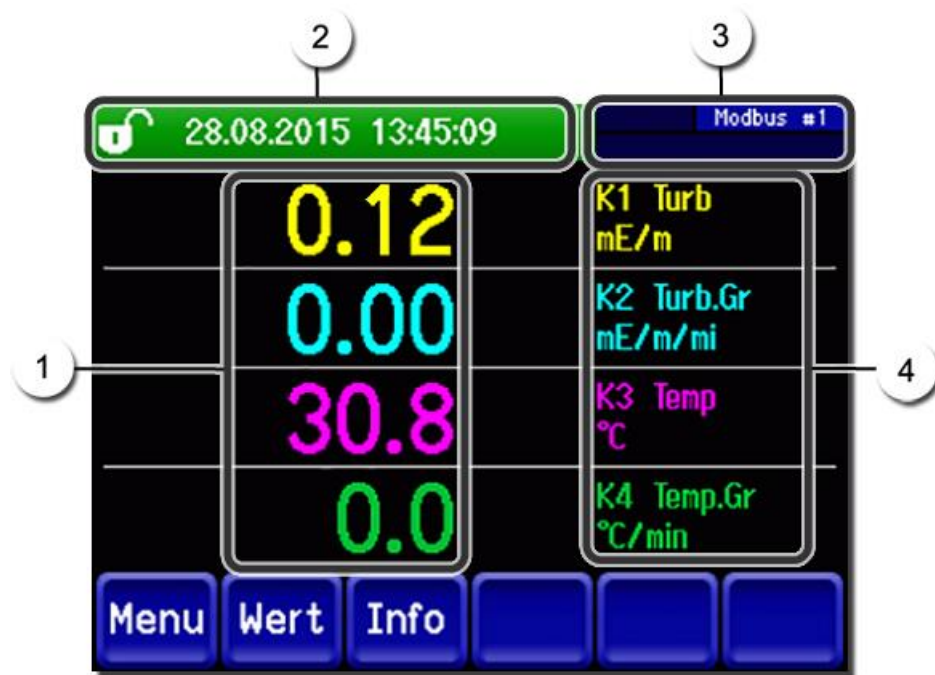 2
3
28.08.2015 13:45:09
Modbus #1
0.12
K1 Turb
mE/m
0.00
K2 Turb.Gr
mE/m/mi
1
4
30.8
K3 Temp
°C
0.0
K4 Temp.Gr
°C/min
Menu Wert Info